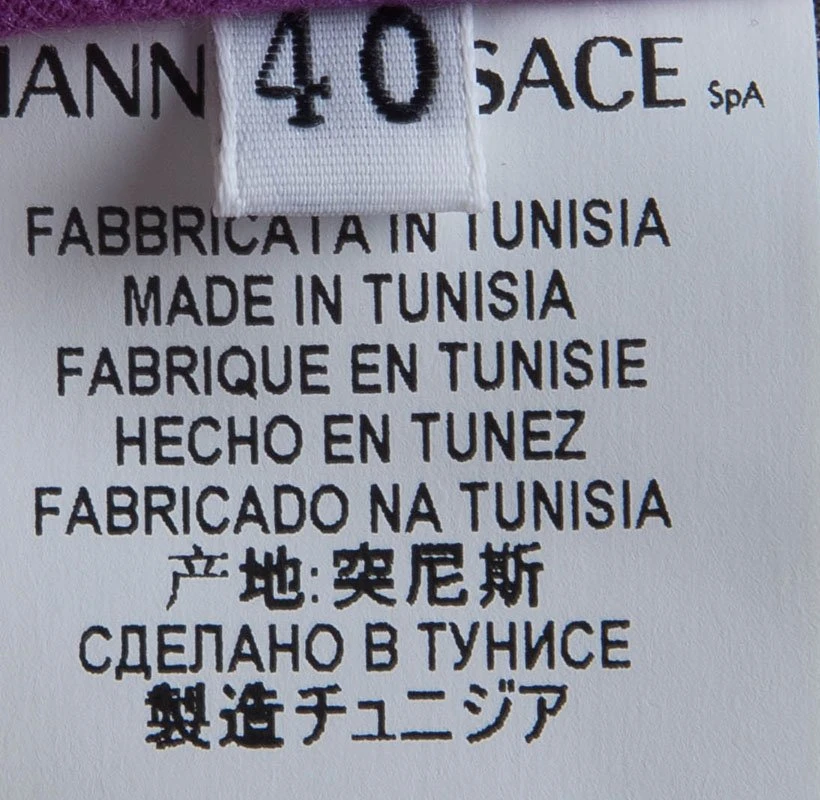 40
IANN SACE SpA
FABBRICATA IN TUNISIA
MADE IN TUNISIA
FABRIQUE EN TUNISIE
HECHO EN TUNEZ
FABRICADO NA TUNISIA
产地:突尼斯
СДЕЛАНО В ТУНИСЕ
製造チュニジア